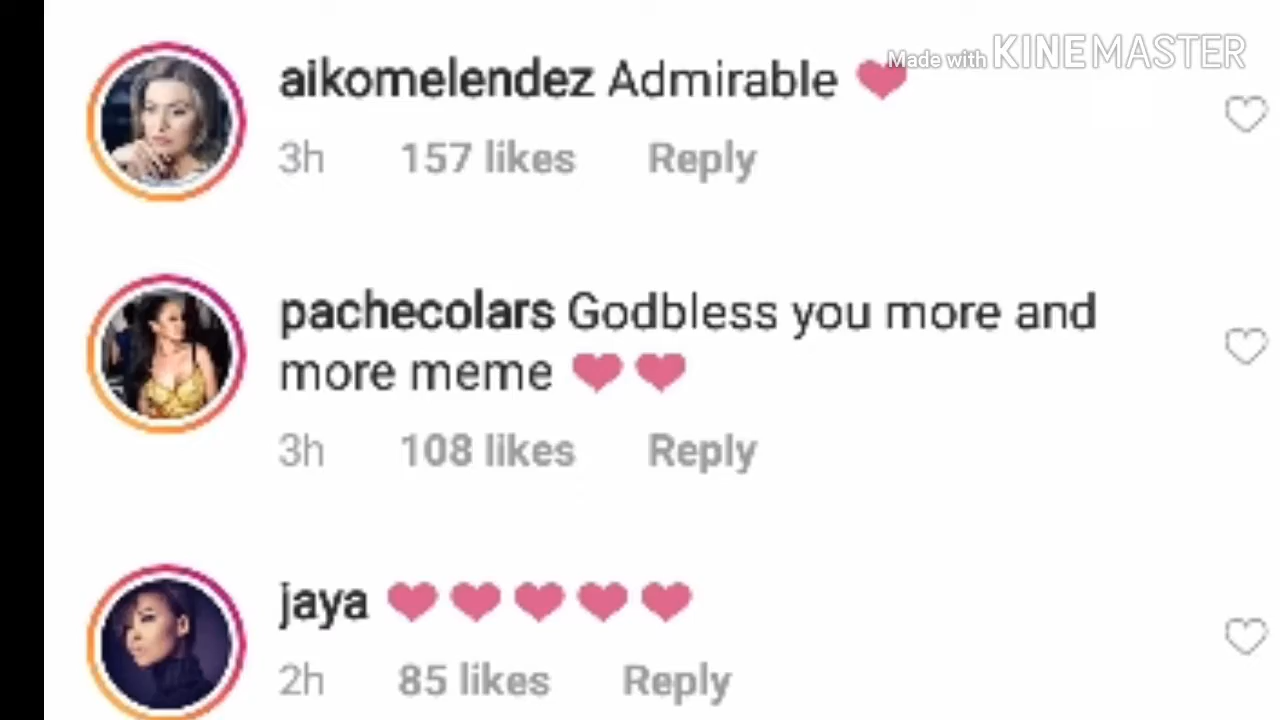 Made with KINEMASTER
aikomelendez Admirable ❤
3h 157 likes Reply
pachecolars Godbless you more and
more meme ❤❤
3h 108 likes Reply
jaya ❤❤❤❤❤
2h 85 likes Reply